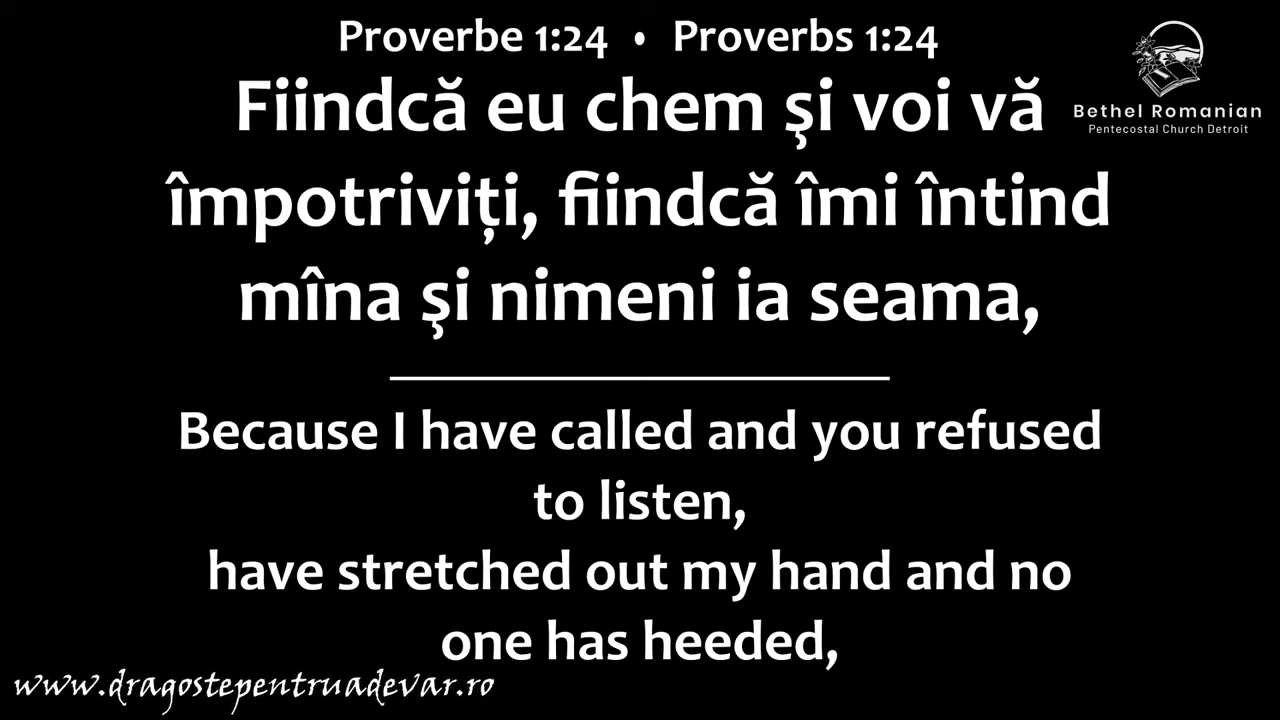 Proverbe 1:24 • Proverbs 1:24
Fiindcă eu chem şi voi vă
împotriviți, fiindcă îmi întind
mîna şi nimeni ia seama,
Because I have called and you refused
to listen,
have stretched out my hand and no
one has heeded,
Bethel Romanian
Pentecostal Church Detroit
www.dragostepentruadevar.ro